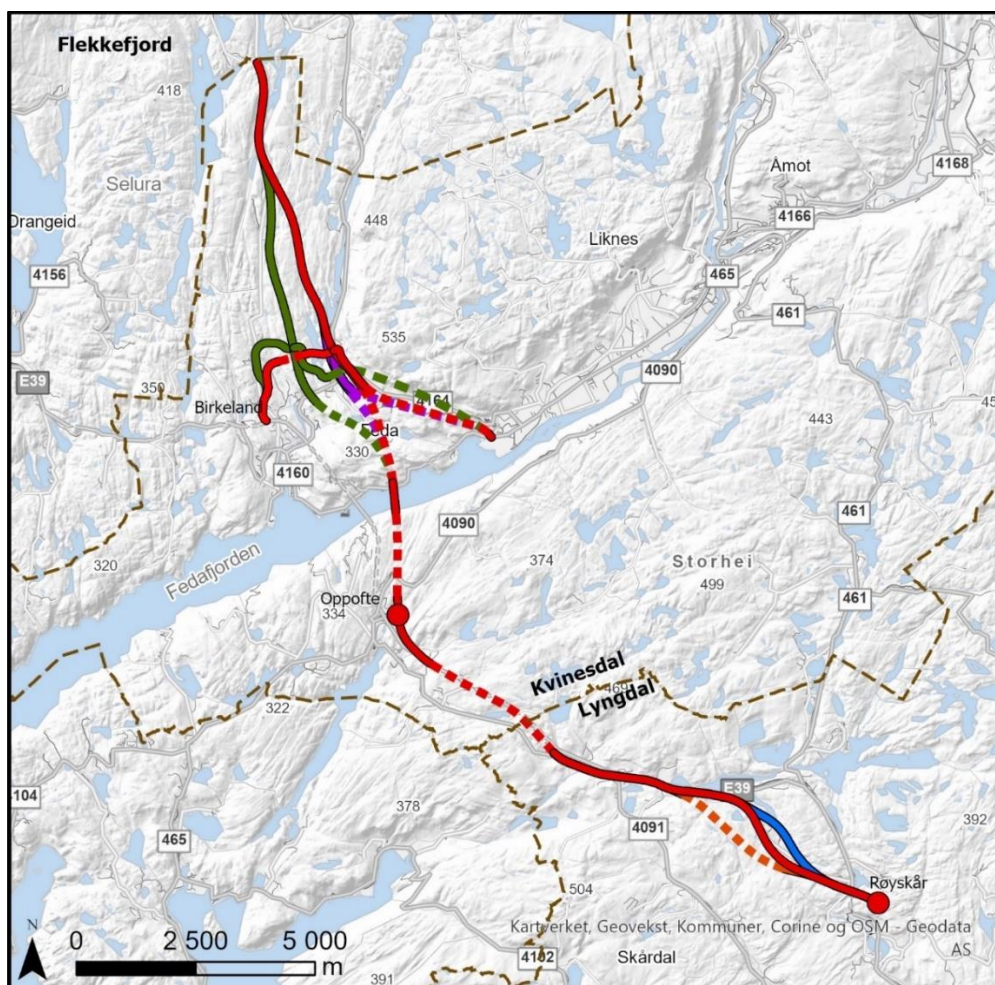 Flekkefjord
418
Selura
Åmot
4168
4166
Drangeid
448
Liknes
4156
465
461
535
4090
E39
350
4164
Birkeland
443
Feda
330
4160
461
4090
320
Fedafjorden
374
Storhei
499
Oppofte
461
334
Kvinesdal
469
Lyngdal
322
E39
104
378
4091
392
465
Røyskår
504
N
0 2 500 5 000
m
Kartverket, Geovekst, Kommuner, Corine og OSM - Geodata
AS
Skårdal
4102
391